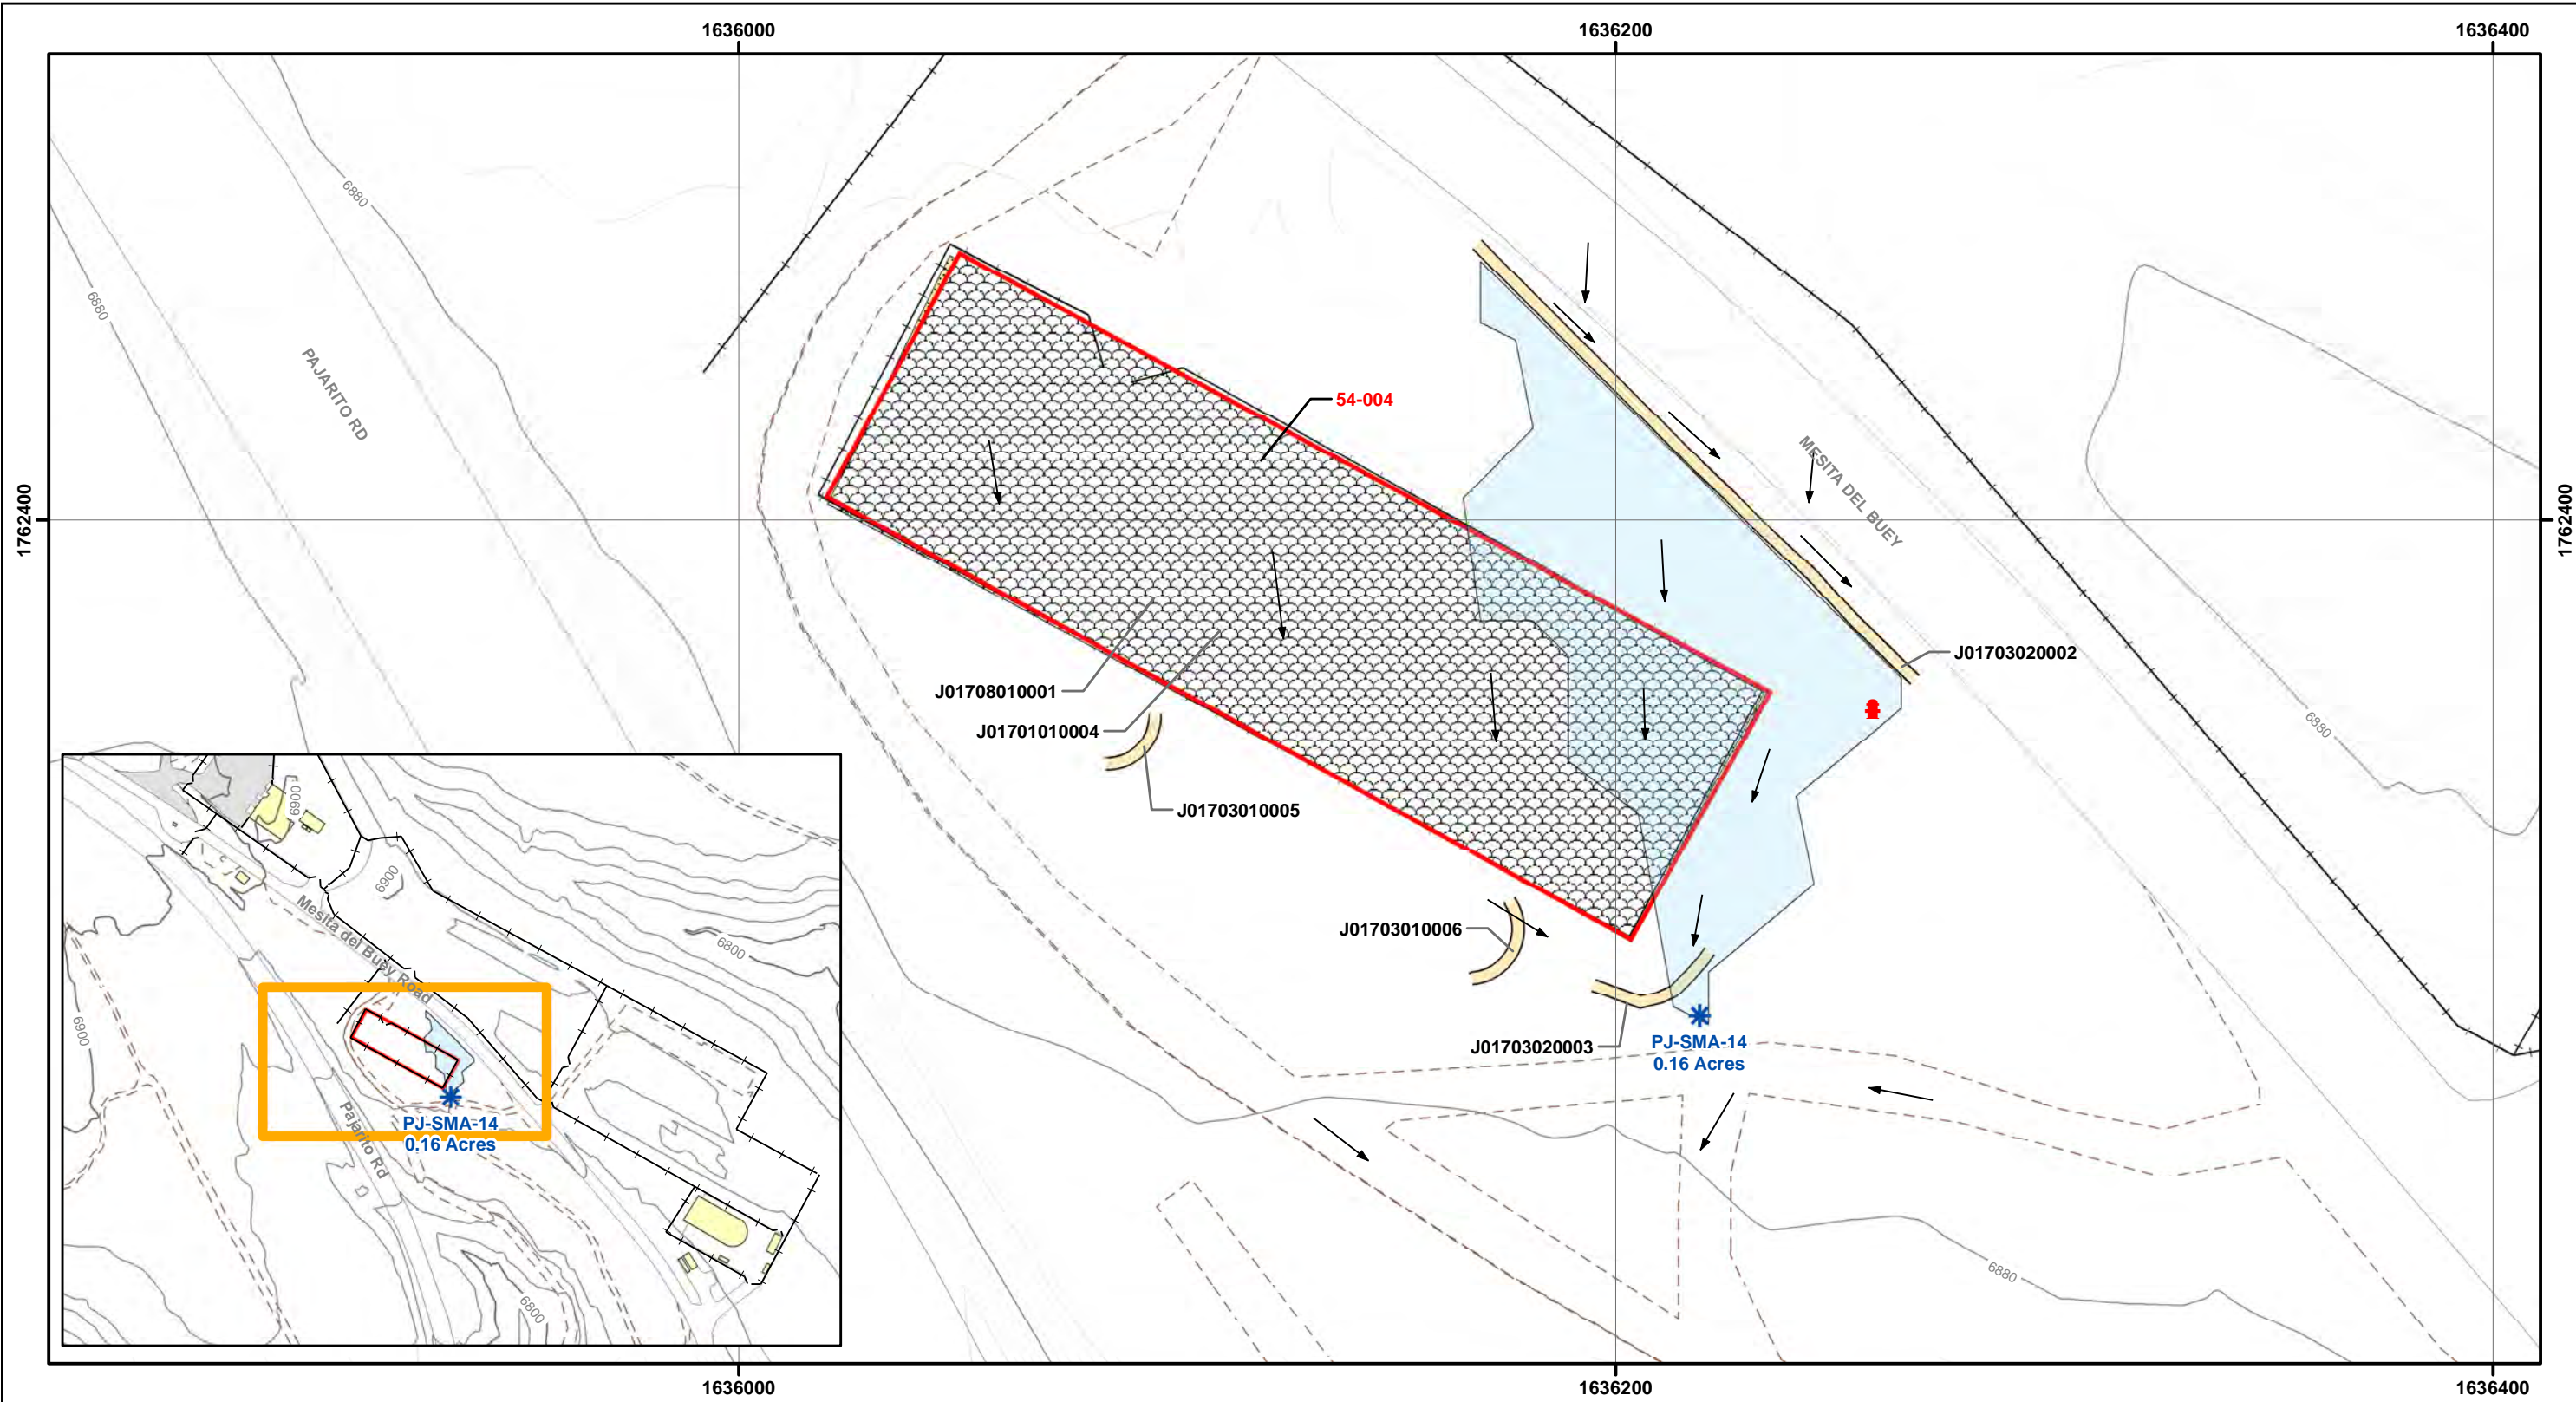 1636000
1636200
1636400
6880
6880
PAJARITO RD
54-004
MESITA DEL BUEY
1762400
1762400
J01703020002
J01708010001
J01701010004
6880
J01703010005
J01703010006
J01703020003
PJ-SMA-14
0.16 Acres
6880
6900
6900
Mesita del Buey Road
6800
6900
PJ-SMA-14
0.16 Acres
Pajarito Rd
6800
1636000
1636200
1636400